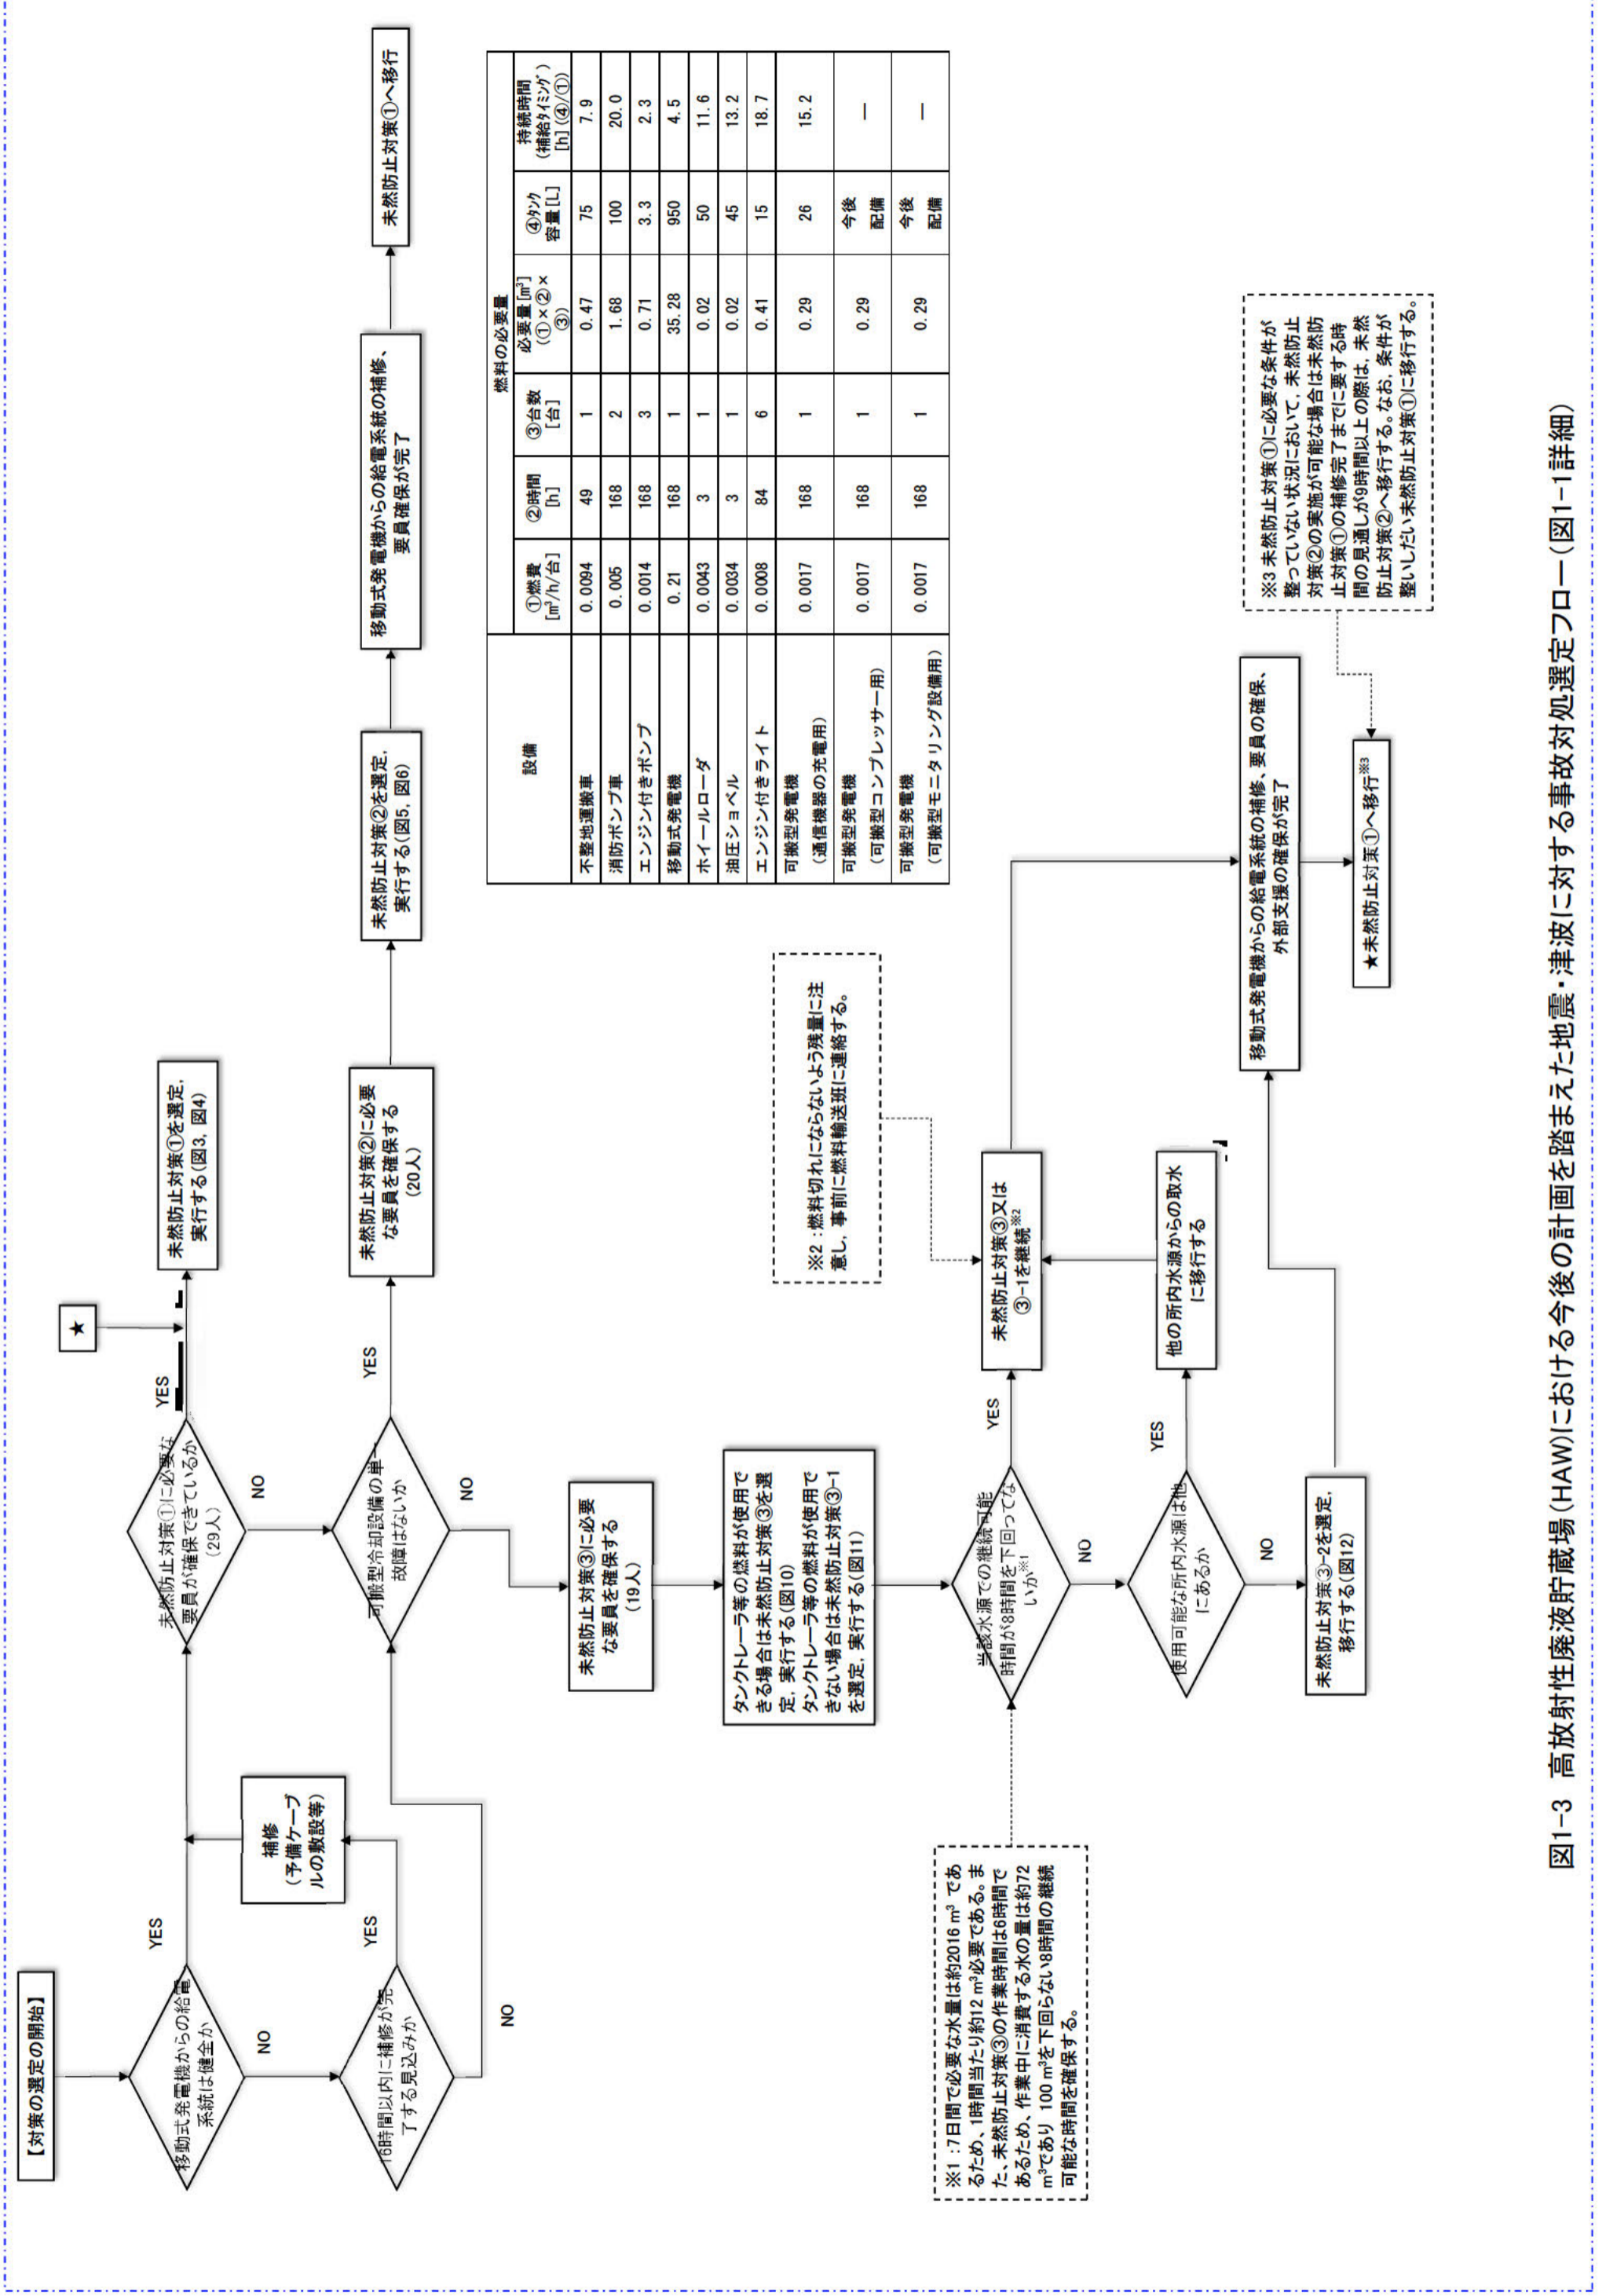 【対策の選定の開始】
移動式発電機からの給電
系統は健全か
YES
NO
6時間以内に補修が完
了する見込みか
YES
NO
補修
(予備ケーブ
ルの敷設等)
未然防止対策①に必要な
要員が確保できているか
(29人)
YES
NO
★
未然防止対策①を選定,
実行する(図3, 図4)
可搬型冷却設備の単一
故障はないか
YES
NO
未然防止対策②に必要
な要員を確保する
(20人)
未然防止対策②を選定,
実行する(図5, 図6)
移動式発電機からの給電系統の補修、
要員確保が完了
未然防止対策①へ移行
未然防止対策③に必要
な要員を確保する
(19人)
タンクトレーラ等の燃料が使用で
きる場合は未然防止対策③を選
定, 実行する(図10)
タンクトレーラ等の燃料が使用で
きない場合は未然防止対策③-1
を選定, 実行する(図11)
当該水源での継続可能
時間が8時間を下回ってな
いか※1
YES
NO
未然防止対策③又は
③-1を継続※2
使用可能な所内水源は他
にあるか
YES
NO
他の所内水源からの取水
に移行する
未然防止対策③-2を選定,
移行する(図12)
移動式発電機からの給電系統の補修、要員の確保、
外部支援の確保が完了
★未然防止対策①へ移行※3
※1:7日間で必要な水量は約2016 m³ であ
るため、1時間当たり約12 m³必要である。ま
た、未然防止対策③の作業時間は6時間で
あるため、作業中に消費する水の量は約72
m³であり 100 m³を下回らない8時間の継続
可能な時間を確保する。
※2:燃料切れにならないよう残量に注
意し, 事前に燃料輸送班に連絡する。
※3 未然防止対策①に必要な条件が
整っていない状況において, 未然防止
対策②の実施が可能な場合は未然防
止対策①の補修完了までに要する時
間の見通しが9時間以上の際は, 未然
防止対策②へ移行する。なお, 条件が
整いしだい未然防止対策①に移行する。
設備 燃料の必要量
①燃費 [m³/h/台] ②時間 [h] ③台数 [台] 必要量[m³] (①×②×③) ④タンク容量[L] 持続時間 (補給タイミング) [h] (④/①)
不整地運搬車 0.0094 49 1 0.47 75 7.9
消防ポンプ車 0.005 168 2 1.68 100 20.0
エンジン付きポンプ 0.0014 168 3 0.71 3.3 2.3
移動式発電機 0.21 168 1 35.28 950 4.5
ホイールローダ 0.0043 3 1 0.02 50 11.6
油圧ショベル 0.0034 3 1 0.02 45 13.2
エンジン付きライト 0.0008 84 6 0.41 15 18.7
可搬型発電機 (通信機器の充電用) 0.0017 168 1 0.29 26 15.2
可搬型発電機 (可搬型コンプレッサー用) 0.0017 168 1 0.29 今後配備 ―
可搬型発電機 (可搬型モニタリング設備用) 0.0017 168 1 0.29 今後配備 ―
図1-3 高放射性廃液貯蔵場(HAW)における今後の計画を踏まえた地震・津波に対する事故対処選定フロー(図1-1詳細)